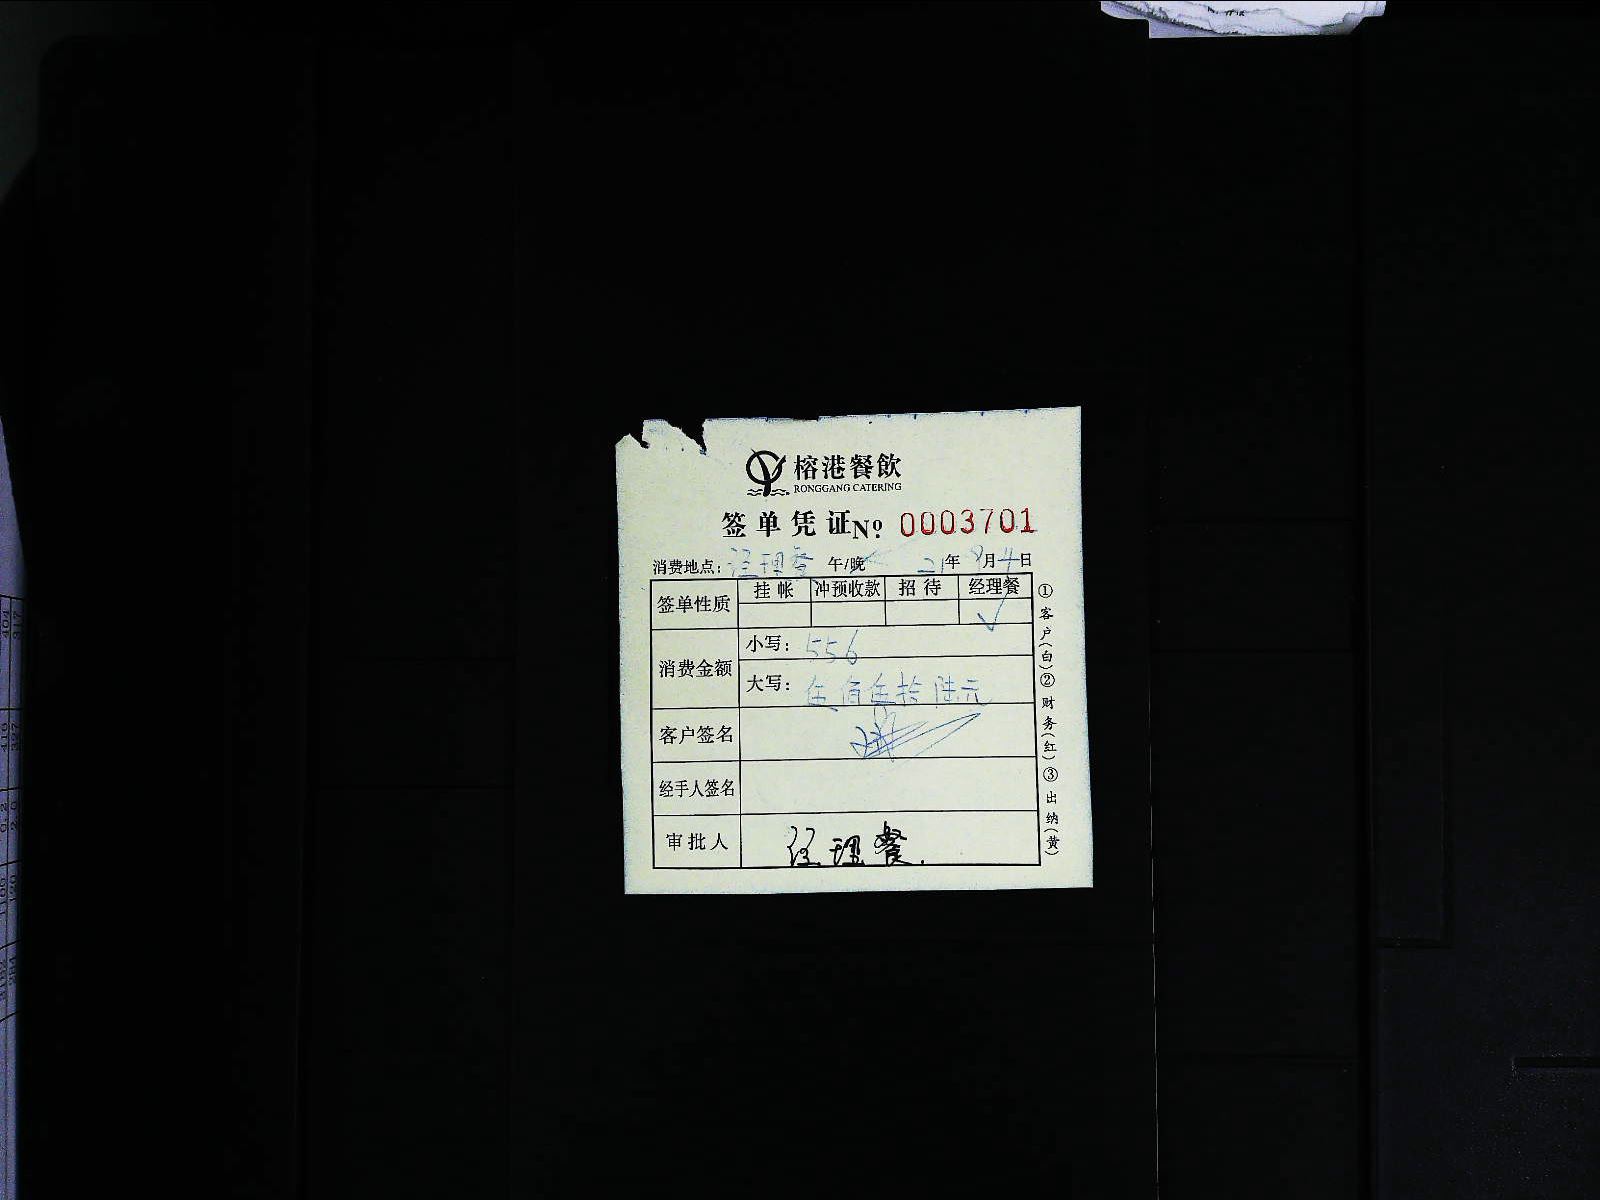 榕港餐飲
RONGGANG CATERING
签单凭证 №: 0003701
消费地点: 经理餐 午/晚 21年9月4日
签单性质 挂帐 冲预收款 招待 经理餐
✓
消费金额 小写: 556
大写: 伍佰伍拾陆元
客户签名
经手人签名
审批人 经理餐.
①客户(白)②财务(红)③出纳(黄)